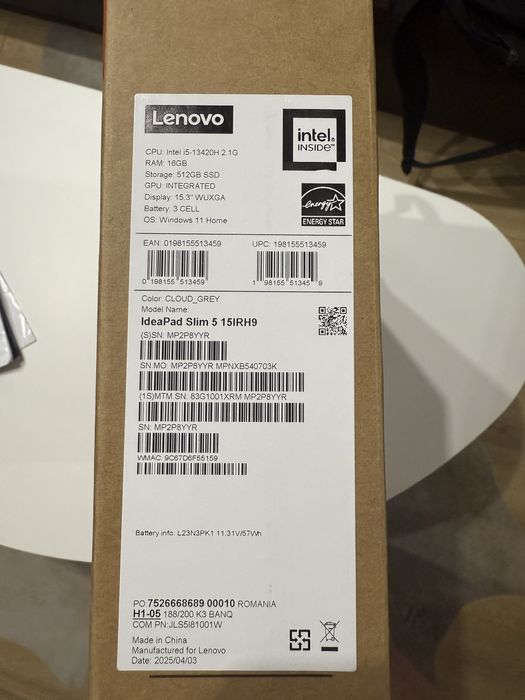 Lenovo
intel.
INSIDE™
CPU: Intel i5-13420H 2.1G
RAM: 16GB
Storage: 512GB SSD
GPU: INTEGRATED
Display: 15.3" WUXGA
Battery: 3 CELL
OS: Windows 11 Home
energy
ENERGY STAR
EAN: 0198155513459
UPC: 198155513459
0 198155 513459
1 98155 51345 9
Color: CLOUD_GREY
Model Name:
IdeaPad Slim 5 15IRH9
(S)SN: MP2P8YYR
SN.MO: MP2P8YYR MPNXB540703K
(1S)MTM.SN: 83G1001XRM MP2P8YYR
SN: MP2P8YYR
WMAC: 9C67D6F55159
Battery info: L23N3PK1 11.31V/57Wh
PO:7526668689 00010 ROMANIA
H1-05 188/200 K3 BANQ
COM PN:JLS5I81001W
Made in China
Manufactured for Lenovo
Date: 2025/04/03